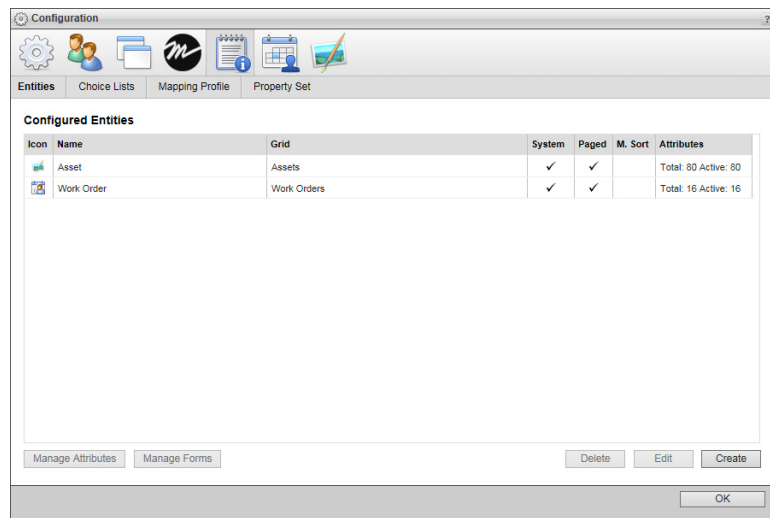 Configuration ?
Entities Choice Lists Mapping Profile Property Set
Configured Entities
Icon Name Grid System Paged M. Sort Attributes
Asset Assets ✓ ✓ Total: 80 Active: 80
Work Order Work Orders ✓ ✓ Total: 16 Active: 16
Manage Attributes Manage Forms Delete Edit Create
OK